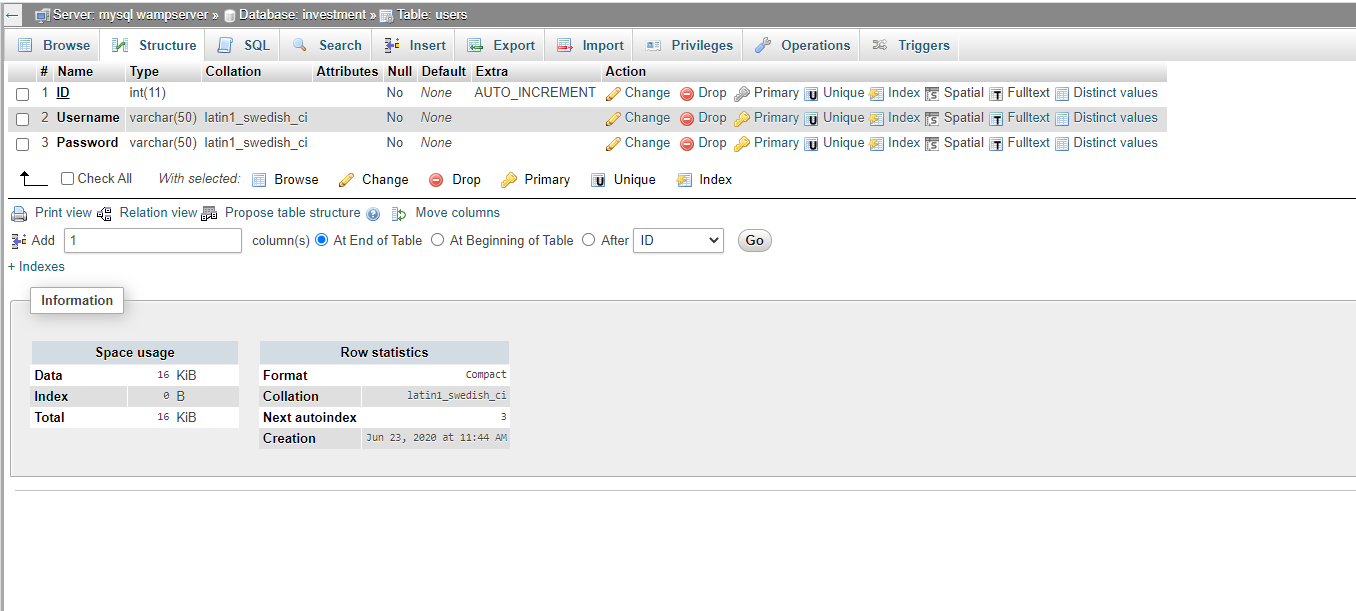 Server: mysql wampserver » Database: investment » Table: users
Browse Structure SQL Search Insert Export Import Privileges Operations Triggers
# Name Type Collation Attributes Null Default Extra Action
1 ID int(11) No None AUTO_INCREMENT Change Drop Primary Unique Index Spatial Fulltext Distinct values
2 Username varchar(50) latin1_swedish_ci No None Change Drop Primary Unique Index Spatial Fulltext Distinct values
3 Password varchar(50) latin1_swedish_ci No None Change Drop Primary Unique Index Spatial Fulltext Distinct values
Check All With selected: Browse Change Drop Primary Unique Index
Print view Relation view Propose table structure Move columns
Add 1 column(s) At End of Table At Beginning of Table After ID Go
+ Indexes
Information
Space usage
Data 16 KiB
Index 0 B
Total 16 KiB
Row statistics
Format Compact
Collation latin1_swedish_ci
Next autoindex 3
Creation Jun 23, 2020 at 11:44 AM